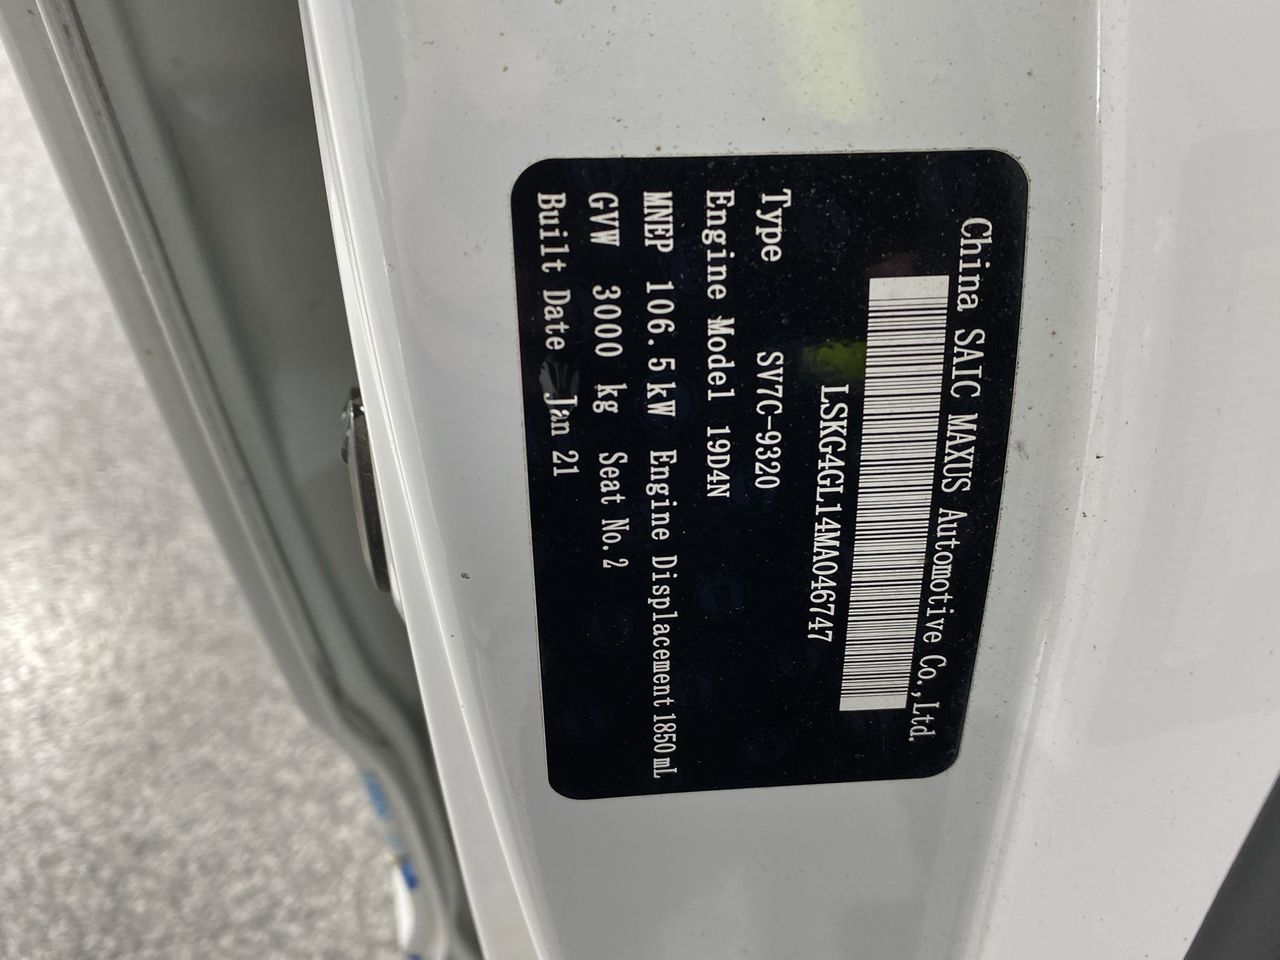 China SAIC MAXUS Automotive Co.,Ltd.
LSKG4GL14MA046747
Type SV7C-9320
Engine Model 19D4N
MNEP 106.5kW Engine Displacement 1850 mL
GVW 3000 kg Seat No.2
Built Date Jan 21